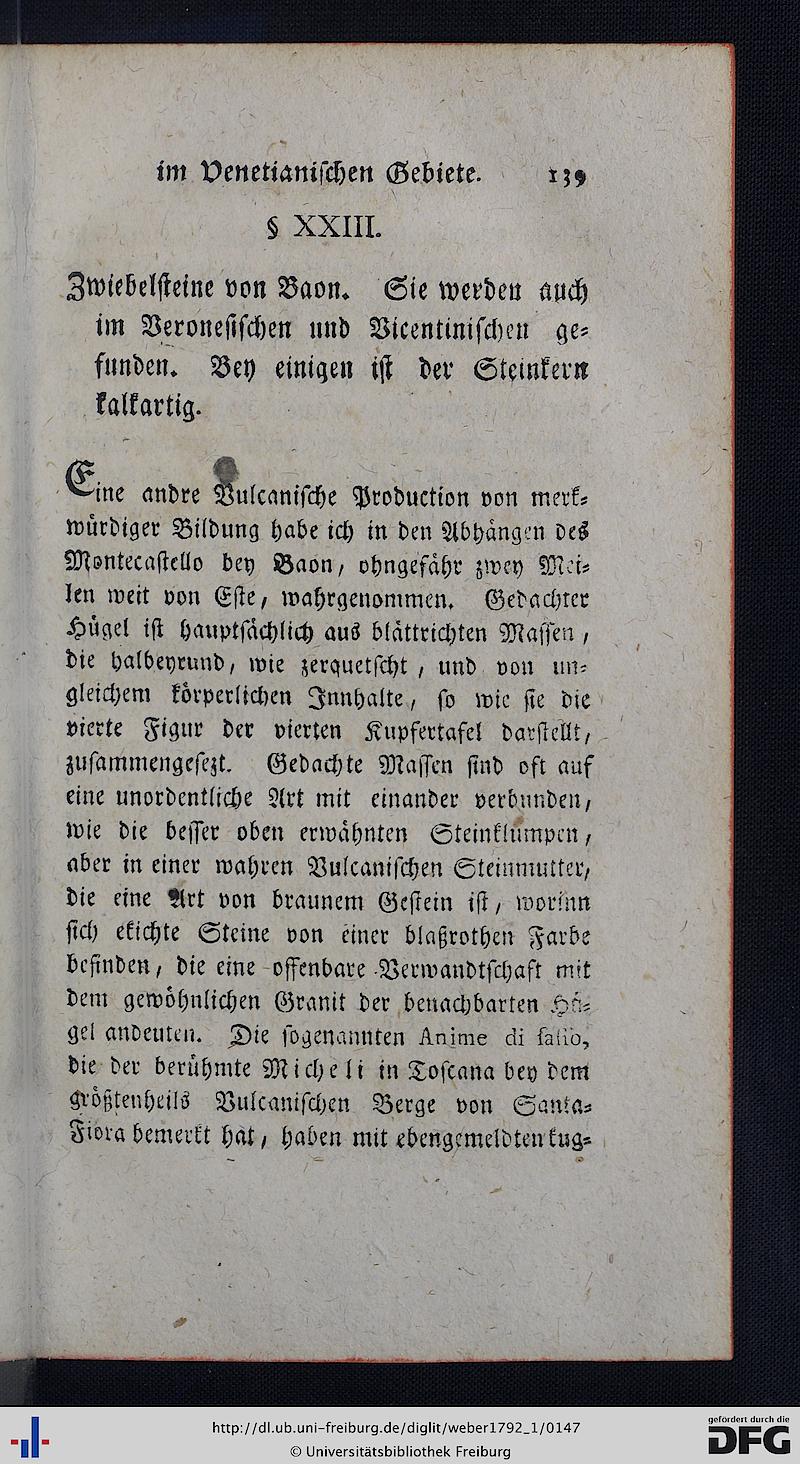 im Venetianiſchen Gebiete. 139
§ XXIII.
Zwiebelſteine von Baon. Sie werden auch
im Veroneſiſchen und Vicentiniſchen ge⸗
funden. Bey einigen iſt der Steinkern
kalkartig.
Eine andre Vulcaniſche Production von merk⸗
würdiger Bildung habe ich in den Abhängen des
Montecaſtello bey Baon, ohngefähr zwey Mei⸗
len weit von Eſte, wahrgenommen. Gedachter
Hügel iſt hauptſächlich aus blättrichten Maſſen,
die halbeyrund, wie zerquetſcht, und von un⸗
gleichem körperlichen Innhalte, ſo wie ſie die
vierte Figur der vierten Kupfertafel darſtellt,
zuſammengeſezt. Gedachte Maſſen ſind oft auf
eine unordentliche Art mit einander verbunden,
wie die beſſer oben erwähnten Steinklumpen,
aber in einer wahren Vulcaniſchen Steinmutter,
die eine Art von braunem Geſtein iſt, worinn
ſich ekichte Steine von einer blaßrothen Farbe
befinden, die eine offenbare Verwandtſchaft mit
dem gewöhnlichen Granit der benachbarten Hü⸗
gel andeuten. Die ſogenannten Anime di ſaſſo,
die der berühmte Micheli in Toſcana bey dem
größtenheils Vulcaniſchen Berge von Santa⸗
Fiora bemerkt hat, haben mit ebengemeldten kug⸗
http://dl.ub.uni-freiburg.de/diglit/weber1792_1/0147
© Universitätsbibliothek Freiburg
gefördert durch die
DFG